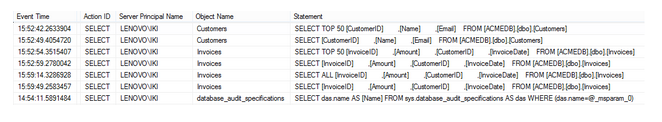 Event Time Action ID Server Principal Name Object Name Statement
15:52:42.2633904 SELECT LENOVO\IKI Customers SELECT TOP 50 [CustomerID] ,[Name] ,[Email] FROM [ACMEDB].[dbo].[Customers]
15:52:49.4054720 SELECT LENOVO\IKI Customers SELECT [CustomerID] ,[Name] ,[Email] FROM [ACMEDB].[dbo].[Customers]
15:52:54.3515407 SELECT LENOVO\IKI Invoices SELECT TOP 50 [InvoiceID] ,[Amount] ,[CustomerID] ,[InvoiceDate] FROM [ACMEDB].[dbo].[Invoices]
15:52:59.2780042 SELECT LENOVO\IKI Invoices SELECT [InvoiceID] ,[Amount] ,[CustomerID] ,[InvoiceDate] FROM [ACMEDB].[dbo].[Invoices]
15:59:14.3286928 SELECT LENOVO\IKI Invoices SELECT ALL [InvoiceID] ,[Amount] ,[CustomerID] ,[InvoiceDate] FROM [ACMEDB].[dbo].[Invoices]
15:59:49.2583457 SELECT LENOVO\IKI Invoices SELECT [InvoiceID] ,[Amount] ,[CustomerID] ,[InvoiceDate] FROM [ACMEDB].[dbo].[Invoices]
14:54:11.5891484 SELECT LENOVO\IKI database_audit_specifications SELECT das.name AS [Name] FROM sys.database_audit_specifications AS das WHERE (das.name=@_msparam_0)